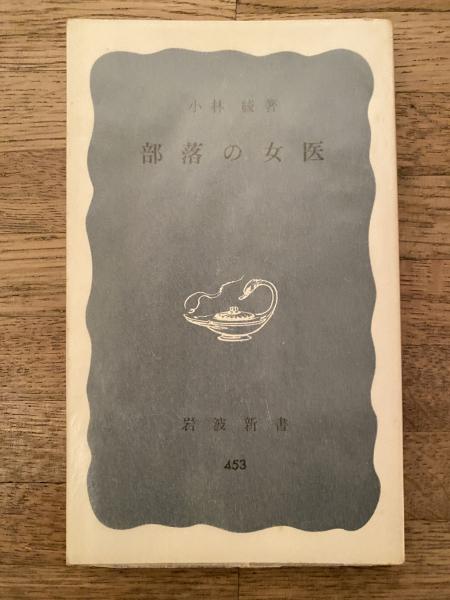 小林 綾著
部落の女医
岩波新書
453